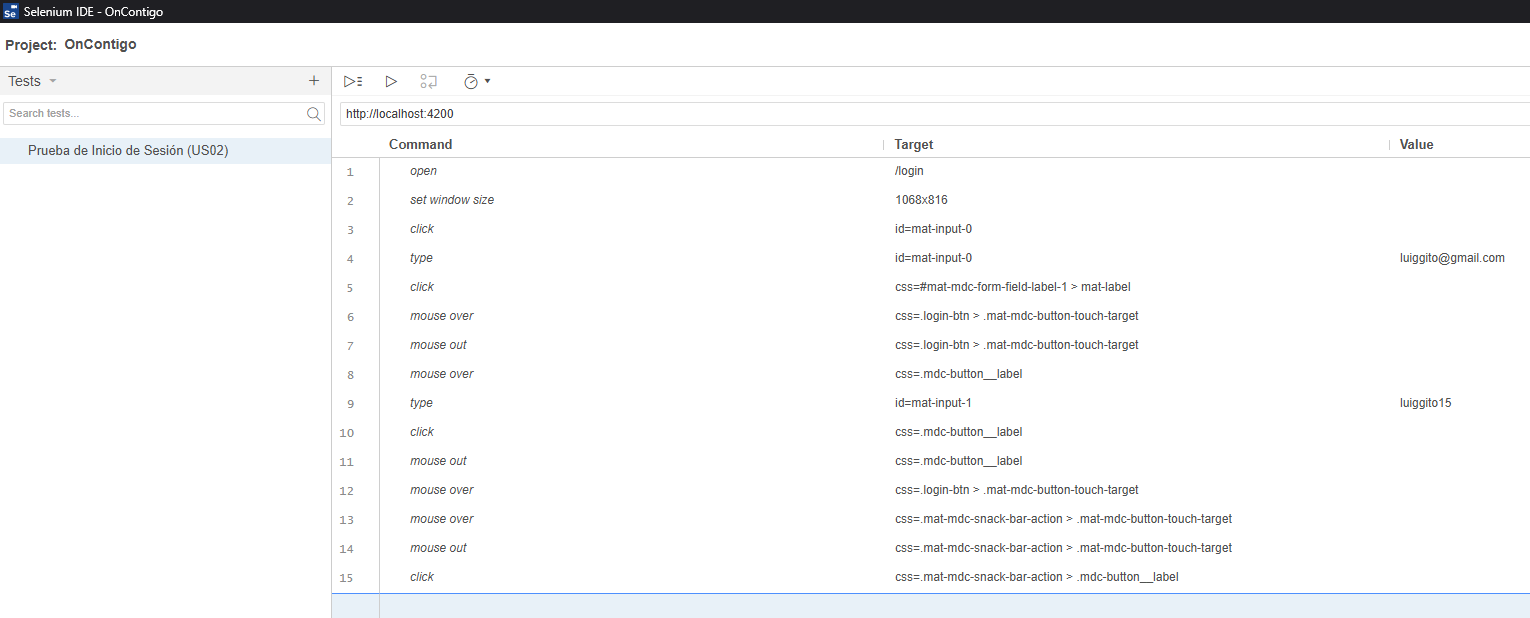 Selenium IDE - OnContigo
Project: OnContigo
Tests
Search tests...
Prueba de Inicio de Sesión (US02)
http://localhost:4200
Command Target Value
1 open /login
2 set window size 1068x816
3 click id=mat-input-0
4 type id=mat-input-0 luiggito@gmail.com
5 click css=#mat-mdc-form-field-label-1 > mat-label
6 mouse over css=.login-btn > .mat-mdc-button-touch-target
7 mouse out css=.login-btn > .mat-mdc-button-touch-target
8 mouse over css=.mdc-button__label
9 type id=mat-input-1 luiggito15
10 click css=.mdc-button__label
11 mouse out css=.mdc-button__label
12 mouse over css=.login-btn > .mat-mdc-button-touch-target
13 mouse over css=.mat-mdc-snack-bar-action > .mat-mdc-button-touch-target
14 mouse out css=.mat-mdc-snack-bar-action > .mat-mdc-button-touch-target
15 click css=.mat-mdc-snack-bar-action > .mdc-button__label